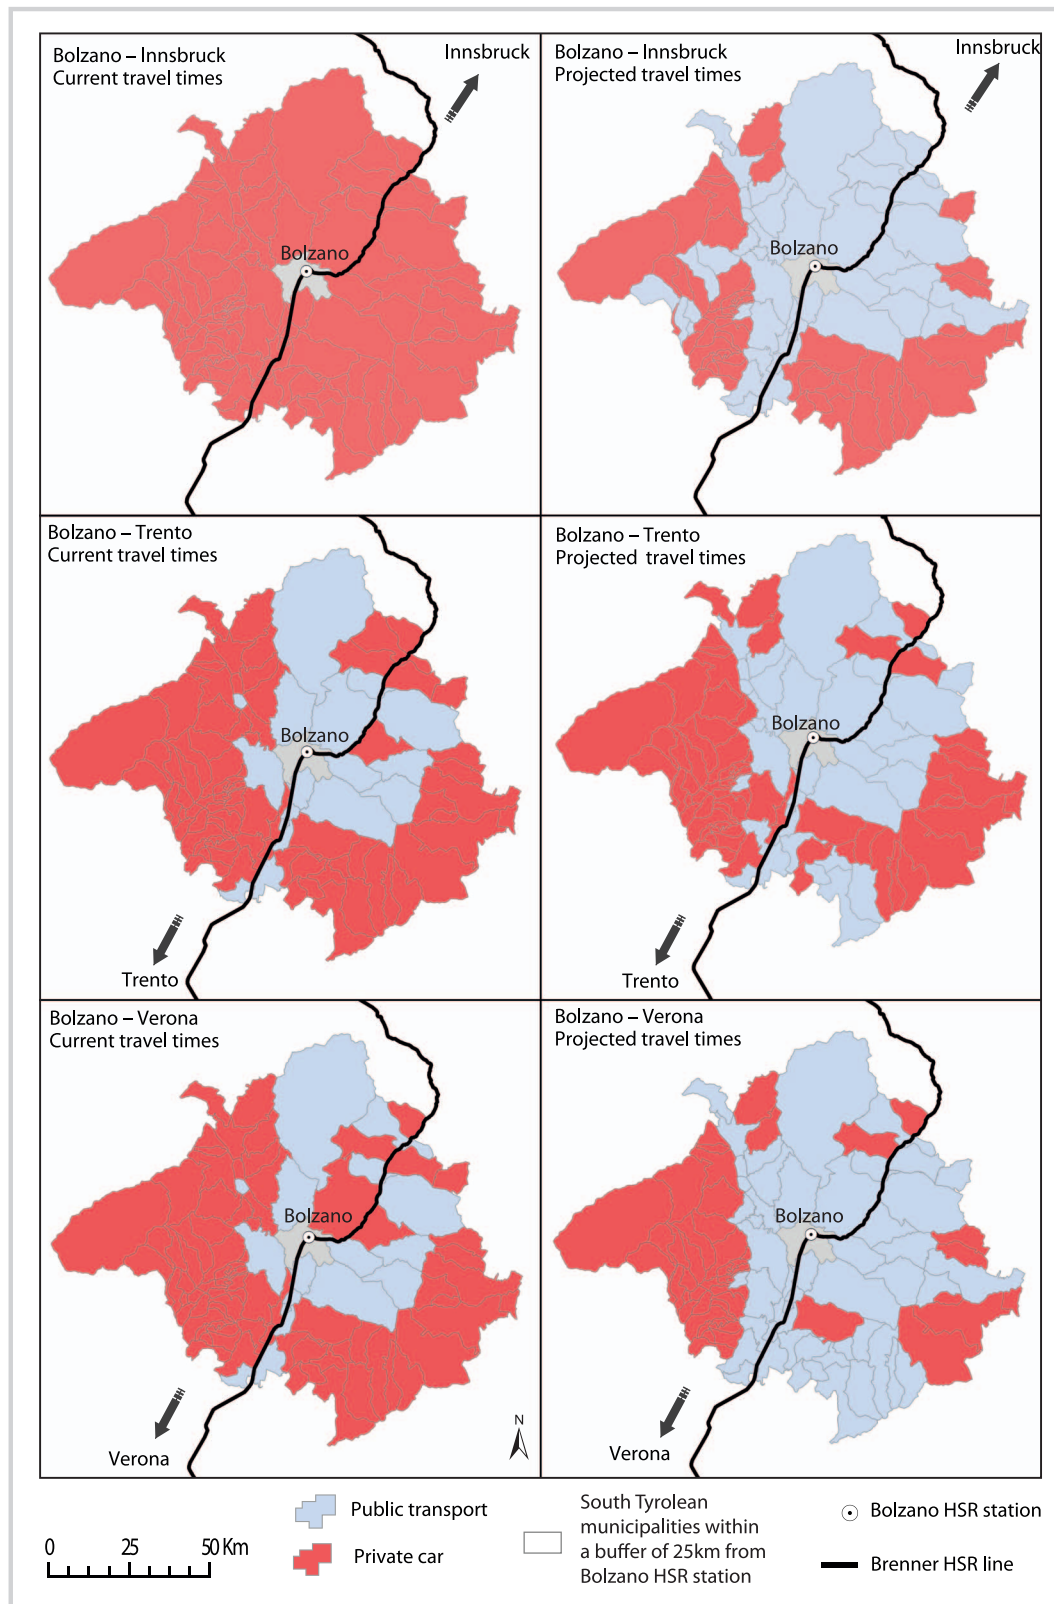 Bolzano – Innsbruck
Current travel times
Innsbruck
Bolzano
Bolzano – Innsbruck
Projected travel times
Innsbruck
Bolzano
Bolzano – Trento
Current travel times
Bolzano
Trento
Bolzano – Trento
Projected travel times
Bolzano
Trento
Bolzano – Verona
Current travel times
Bolzano
Verona
N
Bolzano – Verona
Projected travel times
Bolzano
Verona
0 25 50 Km
Public transport
Private car
South Tyrolean
municipalities within
a buffer of 25km from
Bolzano HSR station
Bolzano HSR station
Brenner HSR line